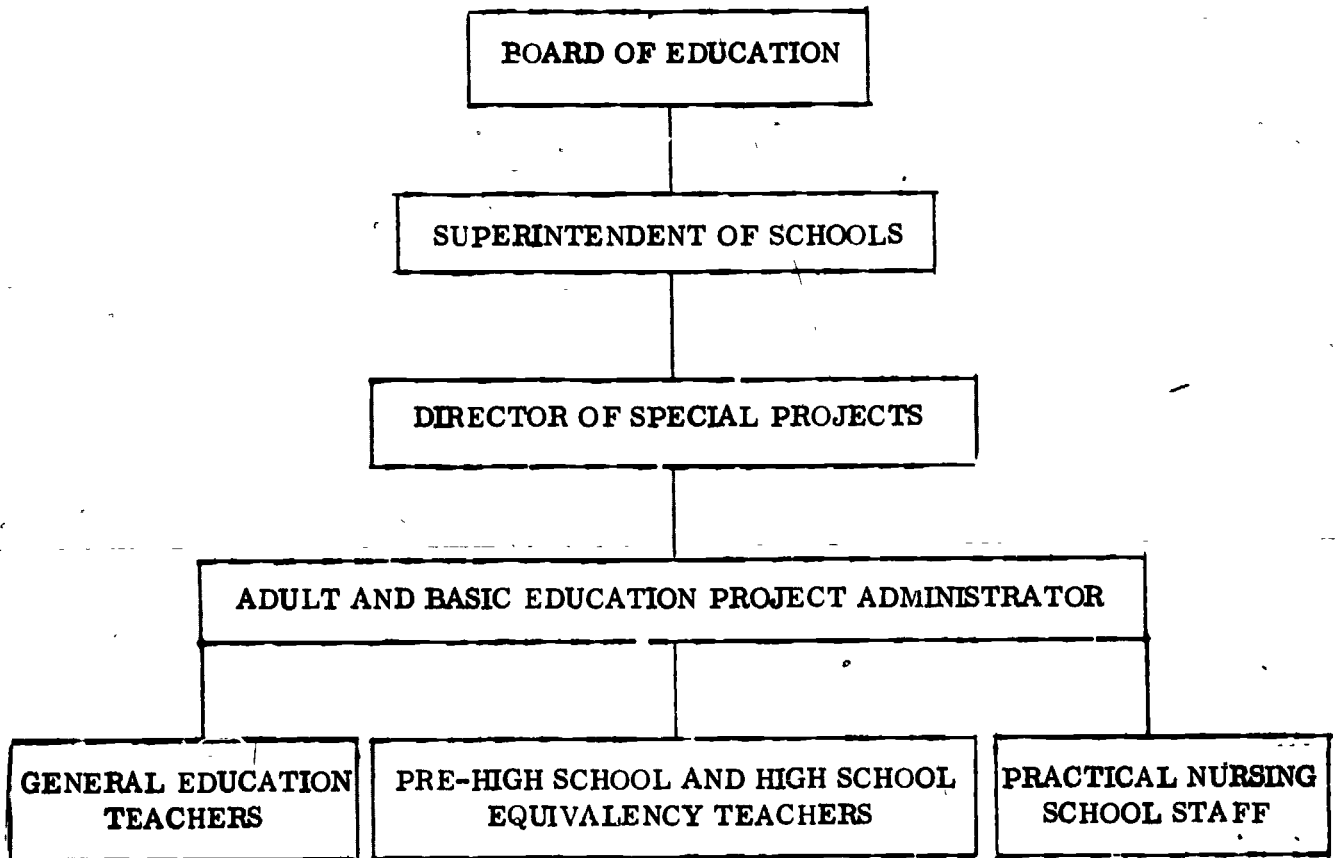 BOARD OF EDUCATION
SUPERINTENDENT OF SCHOOLS
DIRECTOR OF SPECIAL PROJECTS
ADULT AND BASIC EDUCATION PROJECT ADMINISTRATOR
GENERAL EDUCATION
TEACHERS
PRE-HIGH SCHOOL AND HIGH SCHOOL
EQUIVALENCY TEACHERS
PRACTICAL NURSING
SCHOOL STAFF